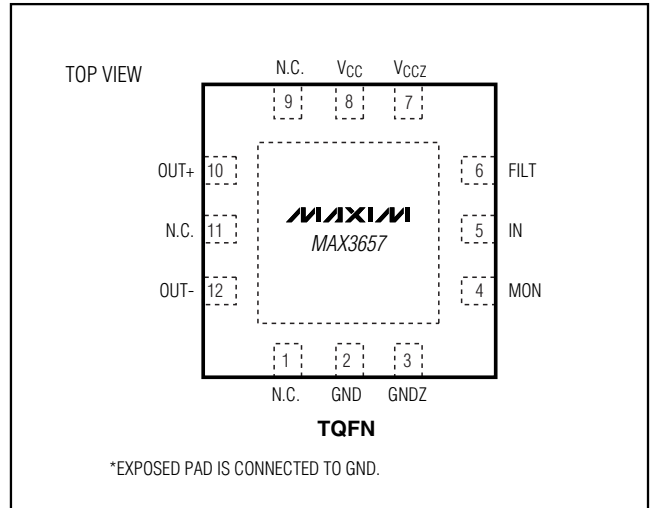 TOP VIEW
N.C. VCC VCCZ
9 8 7
OUT+ 10 6 FILT
MAXIM
N.C. 11 5 IN
MAX3657
OUT- 12 4 MON
1 2 3
N.C. GND GNDZ
TQFN
*EXPOSED PAD IS CONNECTED TO GND.